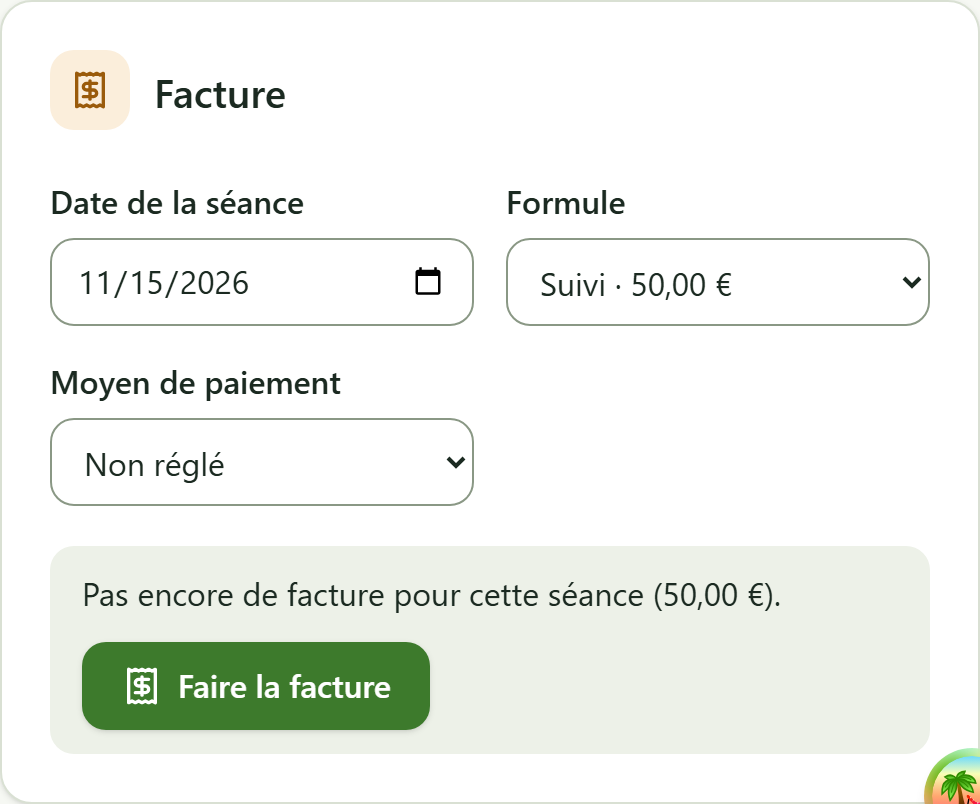 Facture
Date de la séance
Formule
11/15/2026
Suivi · 50,00 €
Moyen de paiement
Non réglé
Pas encore de facture pour cette séance (50,00 €).
Faire la facture